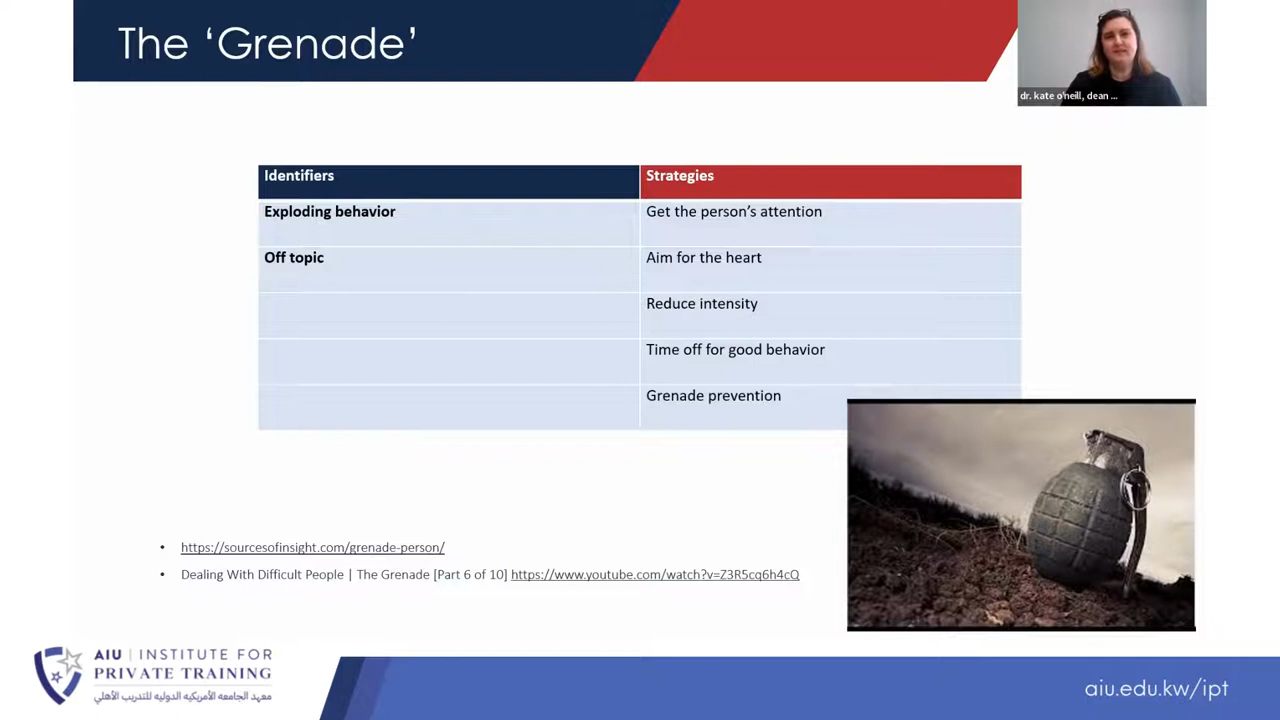 The ‘Grenade’
dr. kate o'neill, dean ...
Identifiers
Strategies
Exploding behavior
Get the person’s attention
Off topic
Aim for the heart
Reduce intensity
Time off for good behavior
Grenade prevention
• https://sourcesofinsight.com/grenade-person/
• Dealing With Difficult People | The Grenade [Part 6 of 10] https://www.youtube.com/watch?v=Z3R5cq6h4cQ
AIU | INSTITUTE FOR
PRIVATE TRAINING
معهد الجامعة الأمريكية الدولية للتدريب الأهلي
aiu.edu.kw/ipt